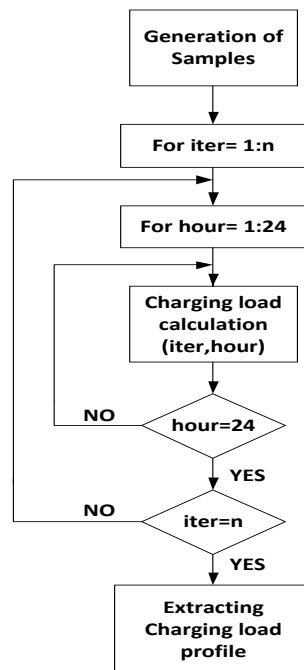 Generation of
Samples
For iter= 1:n
For hour= 1:24
Charging load
calculation
(iter,hour)
NO
hour=24
YES
NO
iter=n
YES
Extracting
Charging load
profile